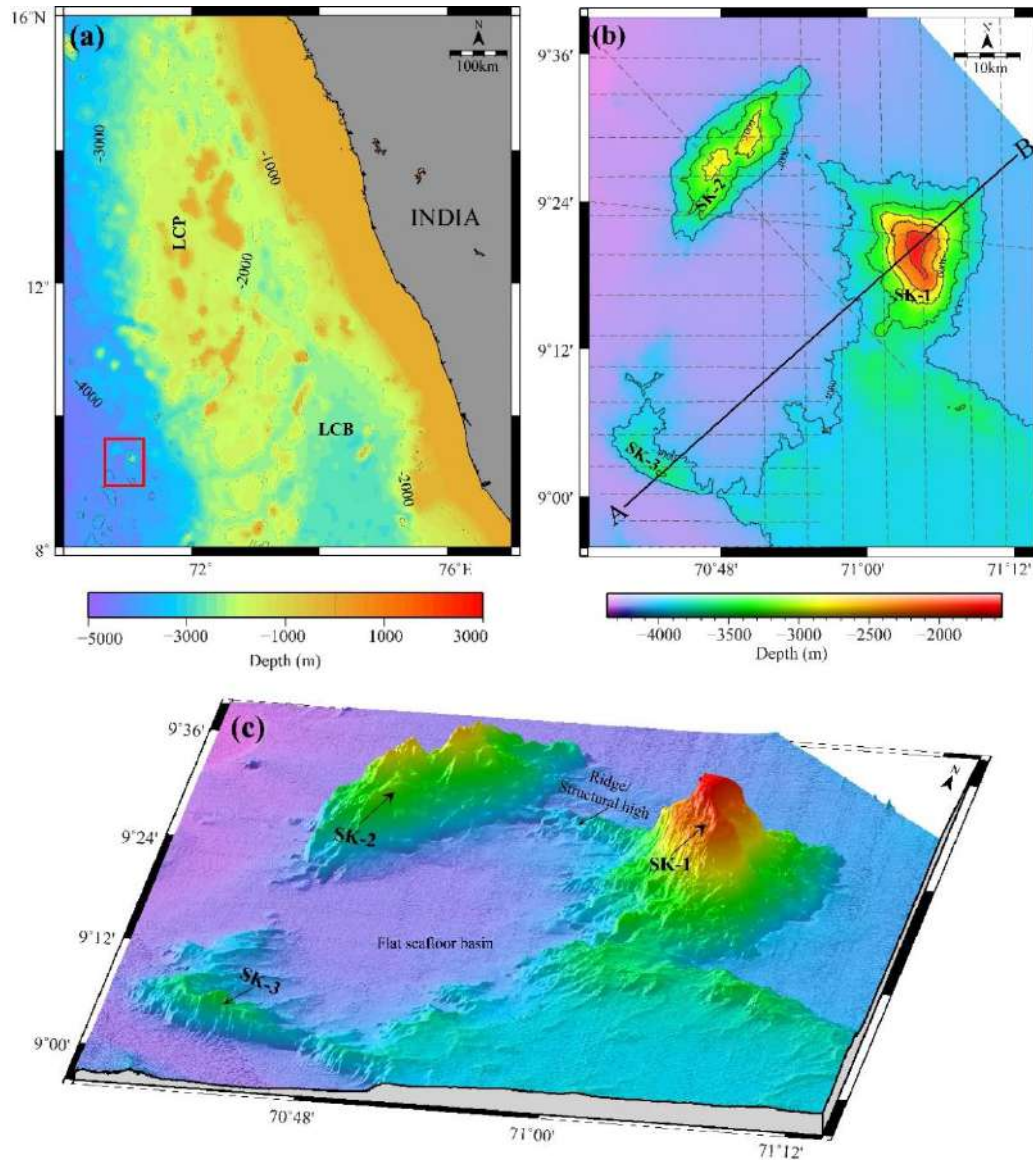 (a)
16°N
N
100km
-3000
-1000
INDIA
LCP
-2000
12°
-4000
LCB
-2000
8°
72°
76°E
−5000 −3000 −1000 1000 3000
Depth (m)
(b)
9°36'
N
10km
B
9°24'
SK-2
SK-1
9°12'
SK-3
9°00'
A
70°48' 71°00' 71°12'
−4000 −3500 −3000 −2500 −2000
Depth (m)
(c)
9°36'
N
Ridge/
Structural high
SK-2
9°24'
SK-1
9°12'
Flat seafloor basin
SK-3
9°00'
70°48'
71°00'
71°12'